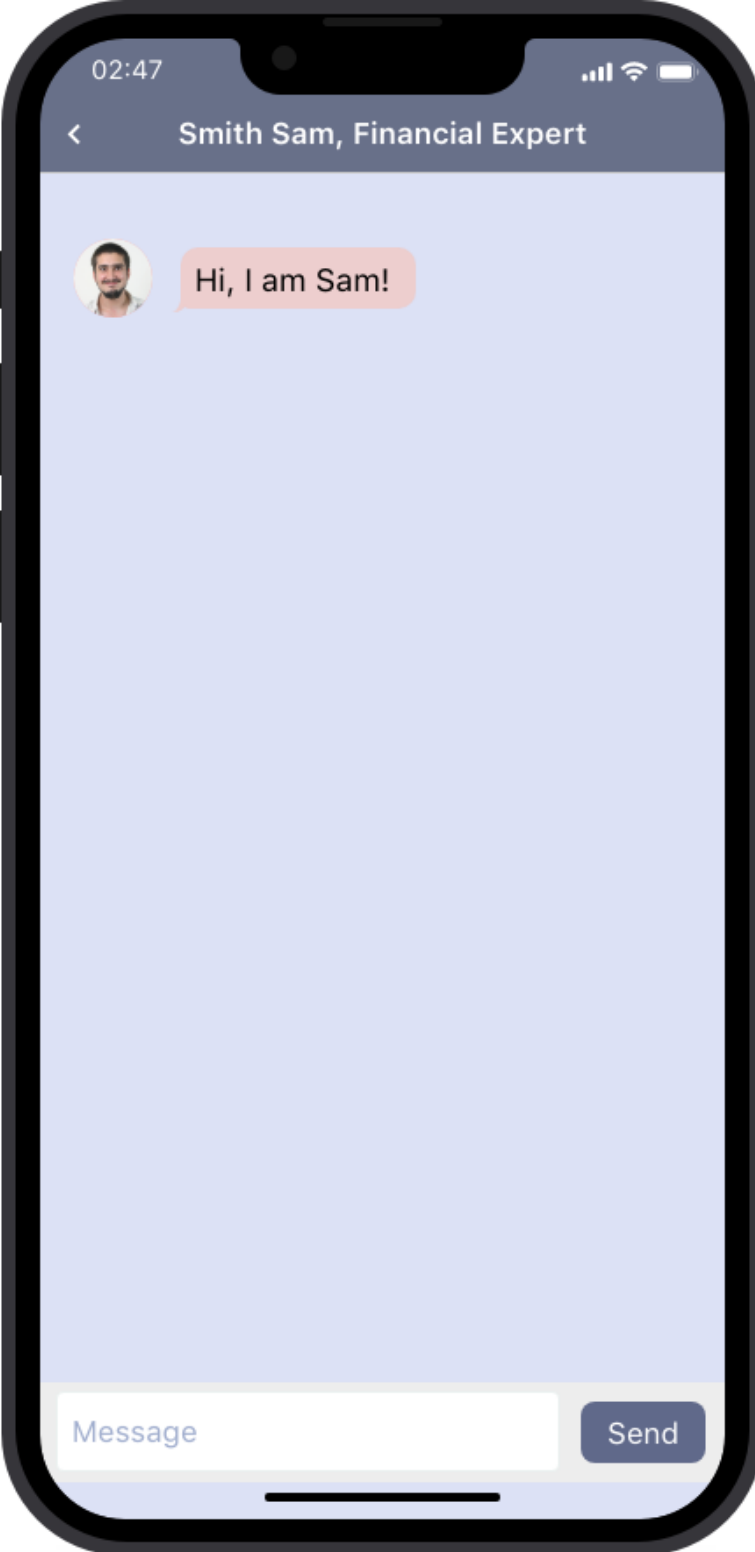 02:47
Smith Sam, Financial Expert
Hi, I am Sam!
Message
Send